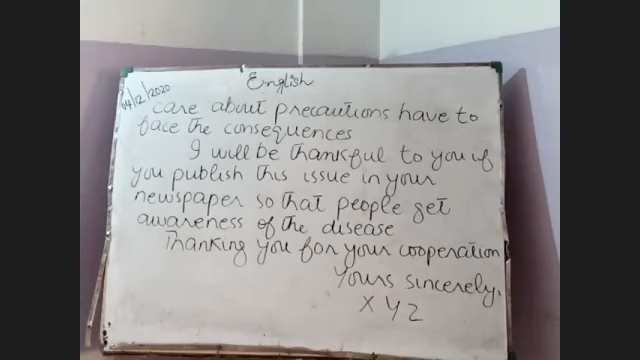 English
04/12/2020
care about precautions have to
face the consequences
I will be thankful to you if
you publish this issue in your
newspaper so that people get
awareness of the disease
Thanking you for your cooperation
Yours sincerely,
XYZ